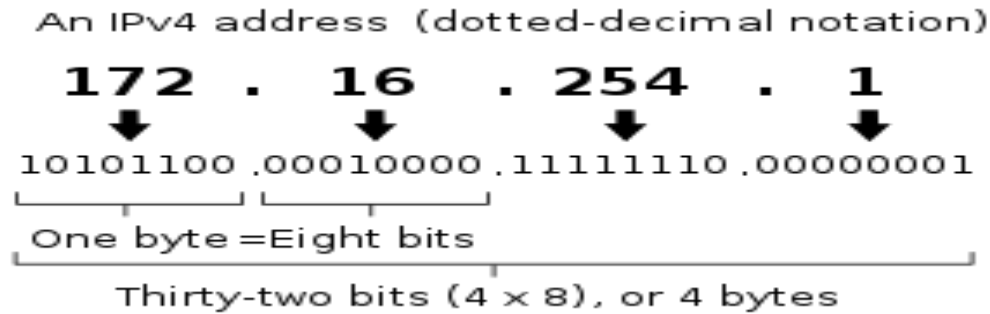 An IPv4 address (dotted-decimal notation)
172 . 16 . 254 . 1
10101100 .00010000 .11111110 .00000001
One byte =Eight bits
Thirty-two bits (4 x 8), or 4 bytes